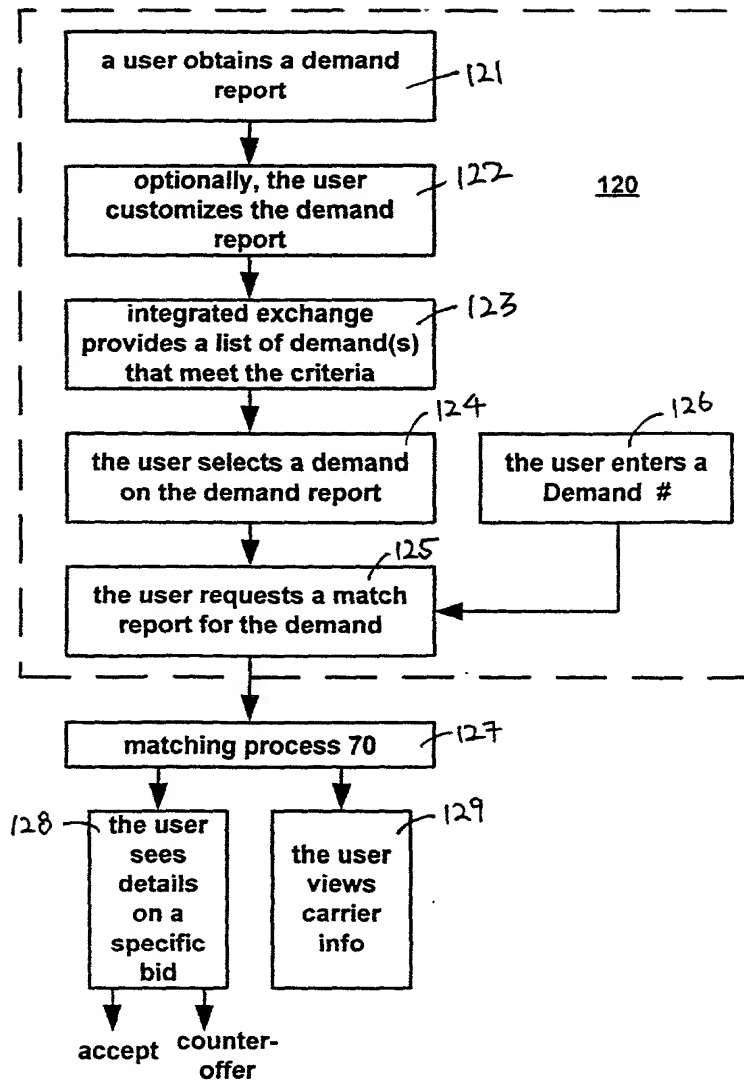 a user obtains a demand
report
121
optionally, the user
customizes the demand
report
122
120
integrated exchange
provides a list of demand(s)
that meet the criteria
123
124
the user selects a demand
on the demand report
126
the user enters a
Demand #
125
the user requests a match
report for the demand
matching process 70
127
128
the user
sees
details
on a
specific
bid
129
the user
views
carrier
info
accept
counter-
offer